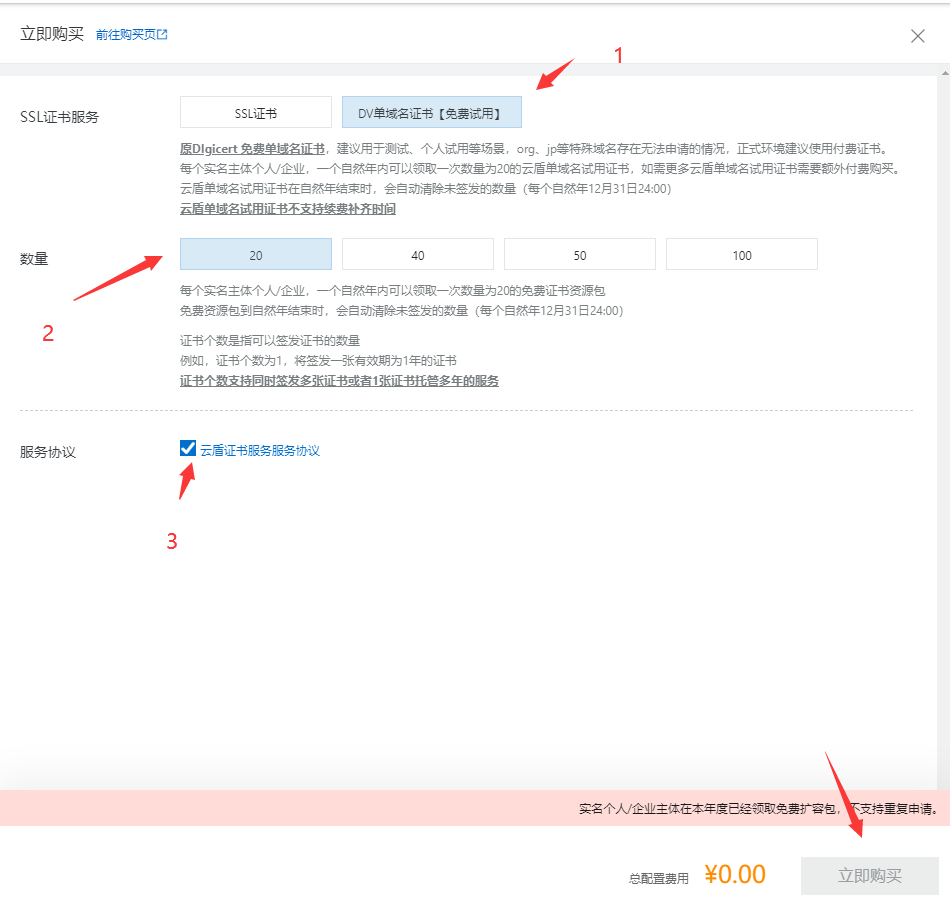 立即购买 前往购买页
1
SSL证书服务 SSL证书 DV单域名证书【免费试用】
原DIgicert 免费单域名证书，建议用于测试、个人试用等场景，org、jp等特殊域名存在无法申请的情况，正式环境建议使用付费证书。
每个实名主体个人/企业，一个自然年内可以领取一次数量为20的云盾单域名试用证书，如需更多云盾单域名试用证书需要额外付费购买。
云盾单域名试用证书在自然年结束时，会自动清除未签发的数量（每个自然年12月31日24:00）
云盾单域名试用证书不支持续费补齐时间
数量 20 40 50 100
2
每个实名主体个人/企业，一个自然年内可以领取一次数量为20的免费证书资源包
免费资源包到自然年结束时，会自动清除未签发的数量（每个自然年12月31日24:00）
证书个数是指可以签发证书的数量
例如，证书个数为1，将签发一张有效期为1年的证书
证书个数支持同时签发多张证书或者1张证书托管多年的服务
服务协议 云盾证书服务服务协议
3
实名个人/企业主体在本年度已经领取免费扩容包，不支持重复申请。
总配置费用 ¥0.00 立即购买